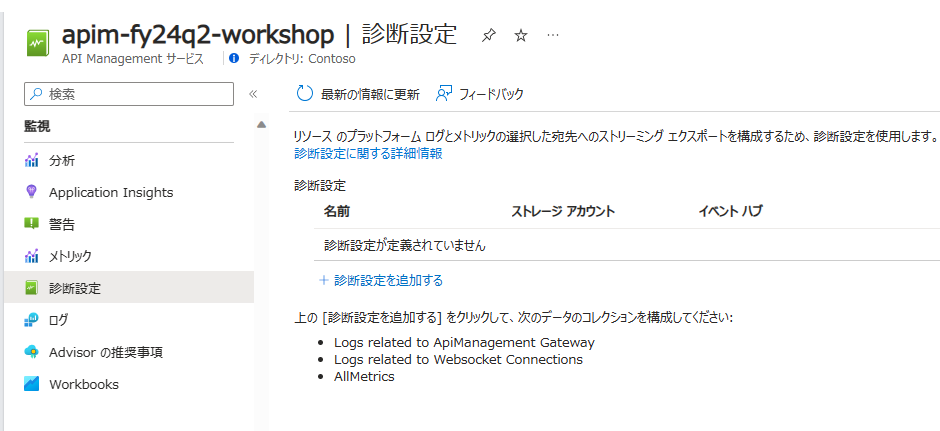 apim-fy24q2-workshop | 診断設定
API Management サービス
ディレクトリ: Contoso
検索
監視
分析
Application Insights
警告
メトリック
診断設定
ログ
Advisor の推奨事項
Workbooks
最新の情報に更新
フィードバック
リソース のプラットフォーム ログとメトリックの選択した宛先へのストリーミング エクスポートを構成するため、診断設定を使用します。
診断設定に関する詳細情報
診断設定
名前 ストレージ アカウント イベント ハブ
診断設定が定義されていません
+ 診断設定を追加する
上の [診断設定を追加する] をクリックして、次のデータのコレクションを構成してください:
• Logs related to ApiManagement Gateway
• Logs related to Websocket Connections
• AllMetrics